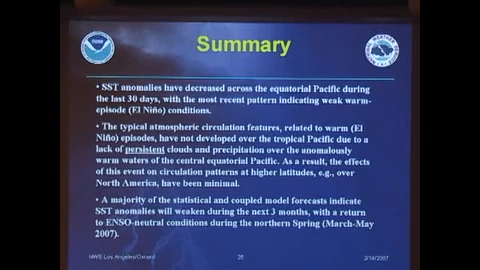 Summary
• SST anomalies have decreased across the equatorial Pacific during
the last 30 days, with the most recent pattern indicating weak warm-
episode (El Niño) conditions.
• The typical atmospheric circulation features, related to warm (El
Niño) episodes, have not developed over the tropical Pacific due to a
lack of persistent clouds and precipitation over the anomalously
warm waters of the central equatorial Pacific. As a result, the effects
of this event on circulation patterns at higher latitudes, e.g., over
North America, have been minimal.
• A majority of the statistical and coupled model forecasts indicate
SST anomalies will weaken during the next 3 months, with a return
to ENSO-neutral conditions during the northern Spring (March-May
2007).
NWS Los Angeles/Oxnard
2/14/2007